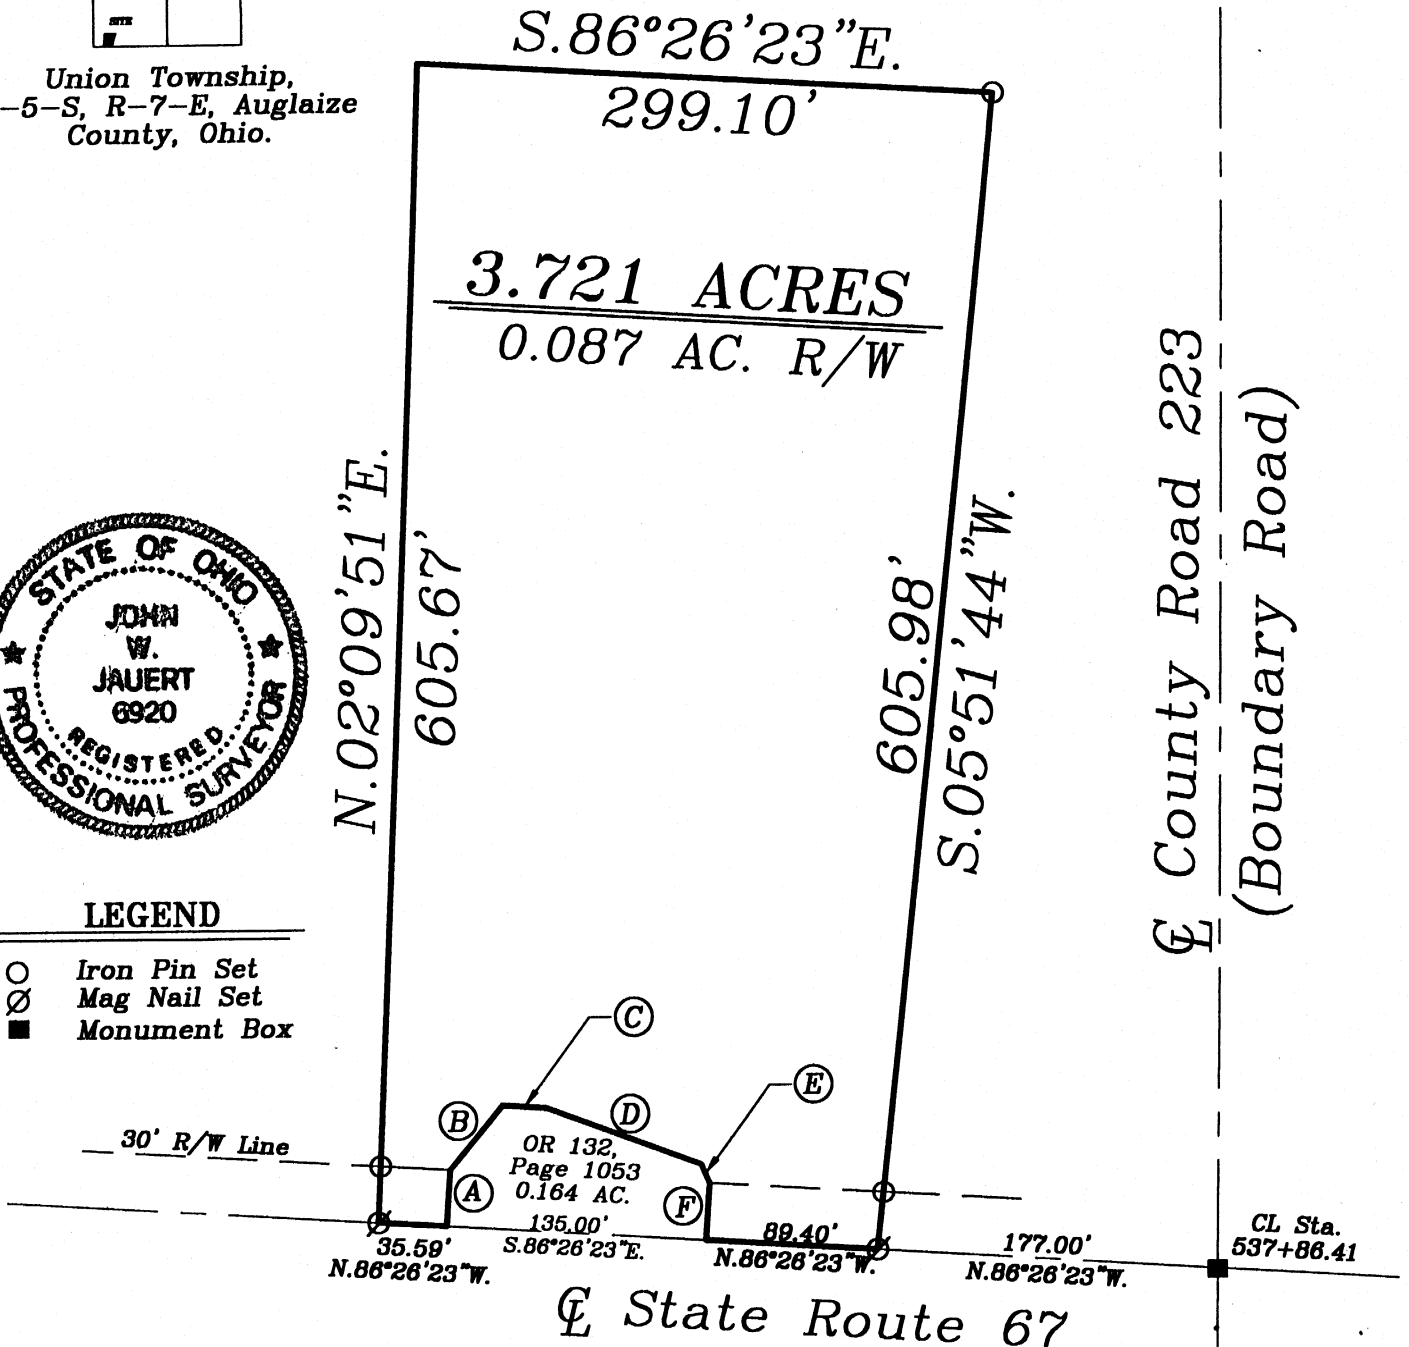 SITE
Union Township,
-5-S, R-7-E, Auglaize
County, Ohio.
S.86°26'23"E.
299.10'
3.721 ACRES
0.087 AC. R/W
N.02°09'51"E.
605.67'
605.98'
S.05°51'44"W.
℄ County Road 223
(Boundary Road)
STATE OF OHIO
JOHN
W.
JAUERT
6920
REGISTERED
PROFESSIONAL SURVEYOR
LEGEND
Iron Pin Set
Mag Nail Set
Monument Box
30' R/W Line
A
B
C
D
E
F
OR 132,
Page 1053
0.164 AC.
135.00'
S.86°26'23"E.
35.59'
N.86°26'23"W.
89.40'
N.86°26'23"W.
177.00'
N.86°26'23"W.
CL Sta.
537+86.41
℄ State Route 67